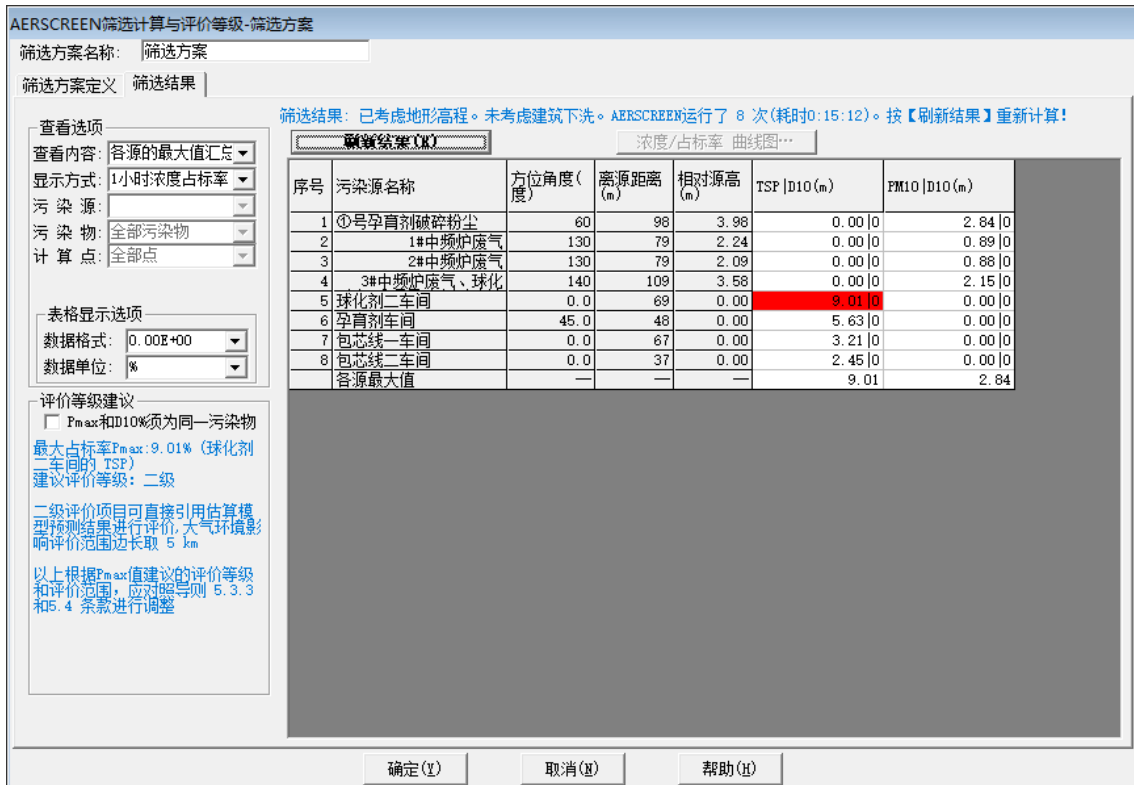 AERSCREEN筛选计算与评价等级-筛选方案
筛选方案名称: 筛选方案
筛选方案定义 筛选结果
筛选结果: 已考虑地形高程。未考虑建筑下洗。AERSCREEN运行了 8 次(耗时0:15:12)。按【刷新结果】重新计算!
刷新结果(R) 浓度/占标率 曲线图…
查看选项
查看内容: 各源的最大值汇总
显示方式: 1小时浓度占标率
污 染 源:
污 染 物: 全部污染物
计 算 点: 全部点
表格显示选项
数据格式: 0.00E+00
数据单位: %
评价等级建议
Pmax和D10%须为同一污染物
最大占标率Pmax:9.01% (球化剂
二车间的 TSP)
建议评价等级: 二级
二级评价项目可直接引用估算模
型预测结果进行评价,大气环境影
响评价范围边长取 5 km
以上根据Pmax值建议的评价等级
和评价范围, 应对照导则 5.3.3
和5.4 条款进行调整
序号 污染源名称 方位角度(度) 离源距离(m) 相对源高(m) TSP|D10(m) PM10|D10(m)
1 ①号孕育剂破碎粉尘 60 98 3.98 0.00|0 2.84|0
2 1#中频炉废气 130 79 2.24 0.00|0 0.89|0
3 2#中频炉废气 130 79 2.09 0.00|0 0.88|0
4 3#中频炉废气、球化 140 109 3.58 0.00|0 2.15|0
5 球化剂二车间 0.0 69 0.00 9.01|0 0.00|0
6 孕育剂车间 45.0 48 0.00 5.63|0 0.00|0
7 包芯线一车间 0.0 67 0.00 3.21|0 0.00|0
8 包芯线二车间 0.0 37 0.00 2.45|0 0.00|0
各源最大值 — — — 9.01 2.84
确定(Y) 取消(N) 帮助(H)